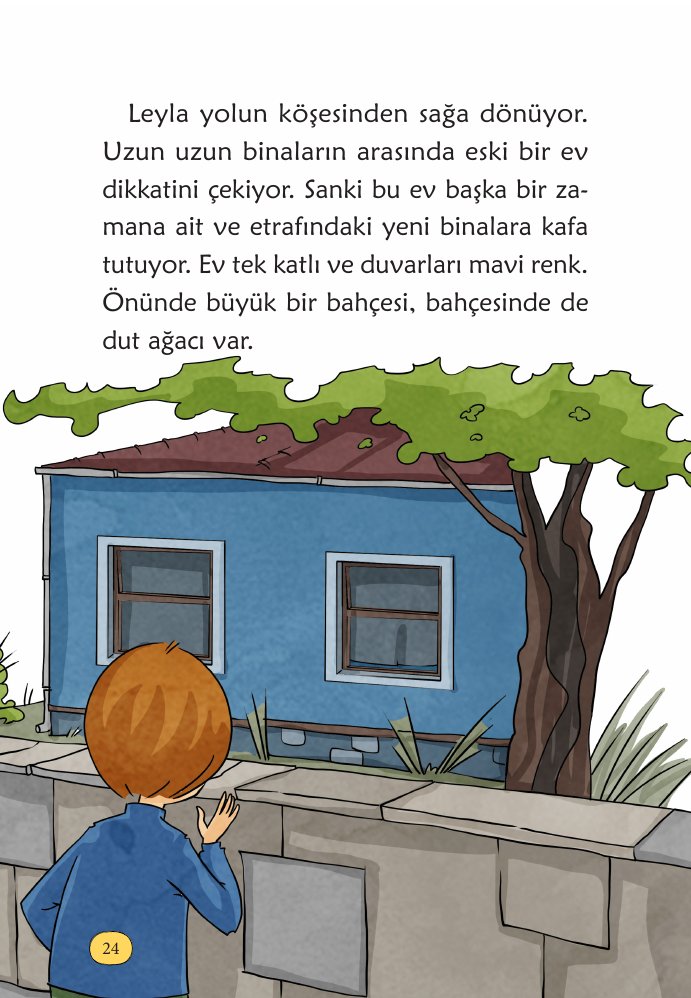 Leyla yolun köşesinden sağa dönüyor.
Uzun uzun binaların arasında eski bir ev
dikkatini çekiyor. Sanki bu ev başka bir za-
mana ait ve etrafındaki yeni binalara kafa
tutuyor. Ev tek katlı ve duvarları mavi renk.
Önünde büyük bir bahçesi, bahçesinde de
dut ağacı var.
24